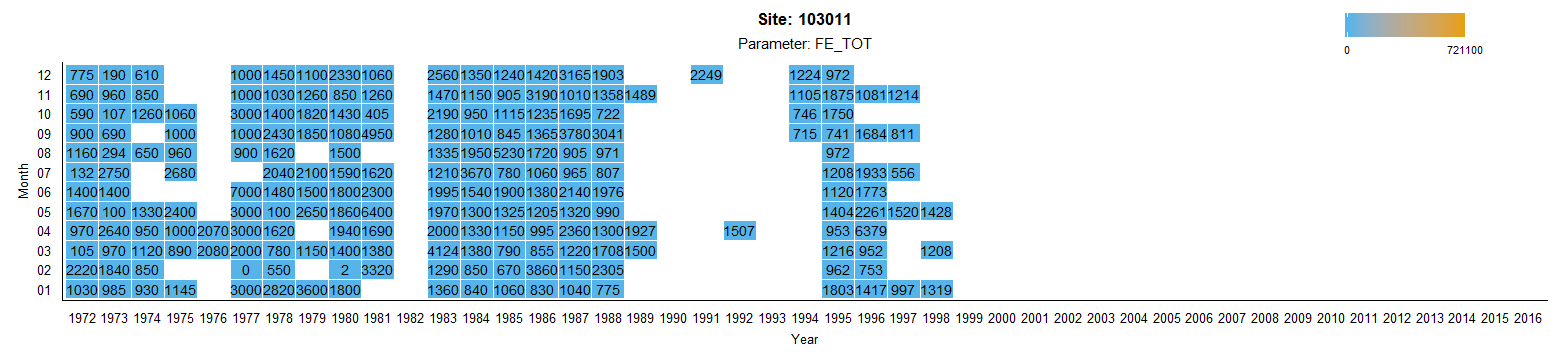 Site: 103011
Parameter: FE_TOT
0 721100
Month
12 775 190 610 1000 1450 1100 2330 1060 2560 1350 1240 1420 3165 1903 2249 1224 972
11 690 960 850 1000 1030 1260 850 1260 1470 1150 905 3190 1010 1358 1489 1105 1875 1081 1214
10 590 107 1260 1060 3000 1400 1820 1430 405 2190 950 1115 1235 1695 722 746 1750
09 900 690 1000 1000 2430 1850 1080 4950 1280 1010 845 1365 3780 3041 715 741 1684 811
08 1160 294 650 960 900 1620 1500 1335 1950 5230 1720 905 971 972
07 132 2750 2680 2040 2100 1590 1620 1210 3670 780 1060 965 807 1208 1933 556
06 1400 1400 7000 1480 1500 1800 2300 1995 1540 1900 1380 2140 1976 1120 1773
05 1670 100 1330 2400 3000 100 2650 1860 6400 1970 1300 1325 1205 1320 990 1404 2261 1520 1428
04 970 2640 950 1000 2070 3000 1620 1940 1690 2000 1330 1150 995 2360 1300 1927 1507 953 6379
03 105 970 1120 890 2080 2000 780 1150 1400 1380 4124 1380 790 855 1220 1708 1500 1216 952 1208
02 2220 1840 850 0 550 2 3320 1290 850 670 3860 1150 2305 962 753
01 1030 985 930 1145 3000 2820 3600 1800 1360 840 1060 830 1040 775 1803 1417 997 1319
1972 1973 1974 1975 1976 1977 1978 1979 1980 1981 1982 1983 1984 1985 1986 1987 1988 1989 1990 1991 1992 1993 1994 1995 1996 1997 1998 1999 2000 2001 2002 2003 2004 2005 2006 2007 2008 2009 2010 2011 2012 2013 2014 2015 2016
Year